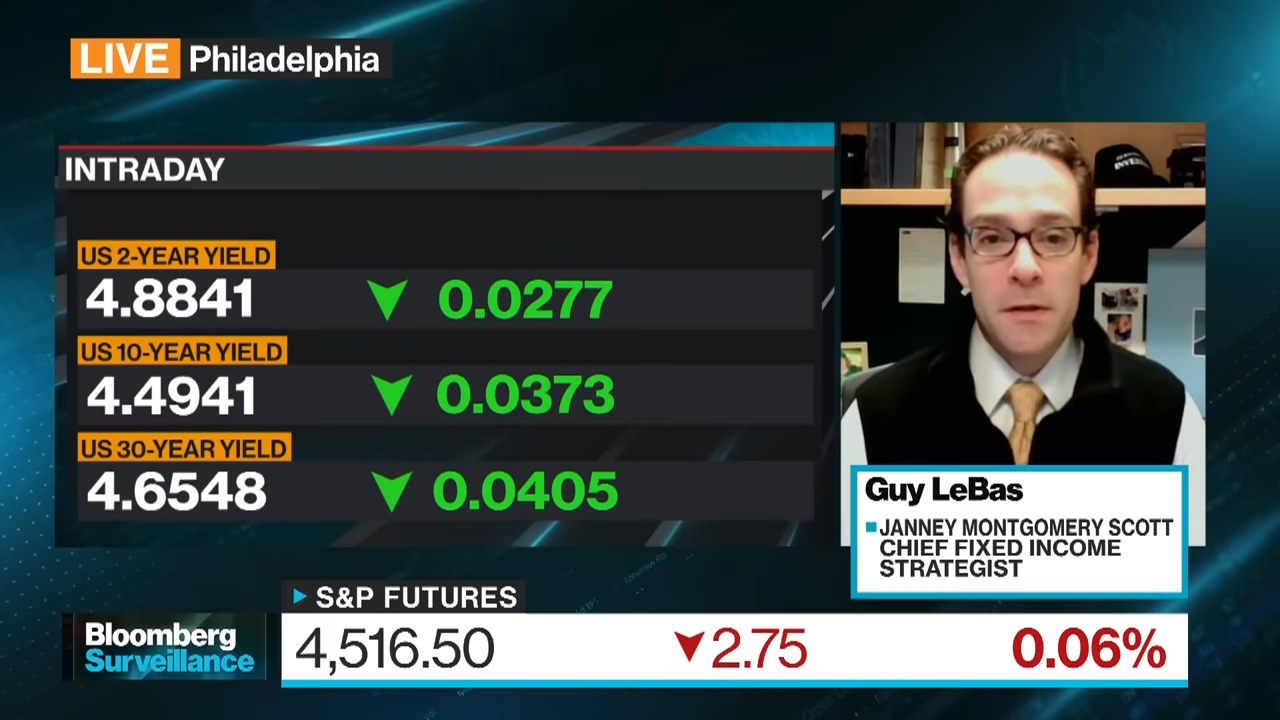 LIVE Philadelphia
INTRADAY
US 2-YEAR YIELD
4.8841 0.0277
US 10-YEAR YIELD
4.4941 0.0373
US 30-YEAR YIELD
4.6548 0.0405
Guy LeBas
JANNEY MONTGOMERY SCOTT
CHIEF FIXED INCOME
STRATEGIST
S&P FUTURES
Bloomberg
Surveillance
4,516.50 2.75 0.06%